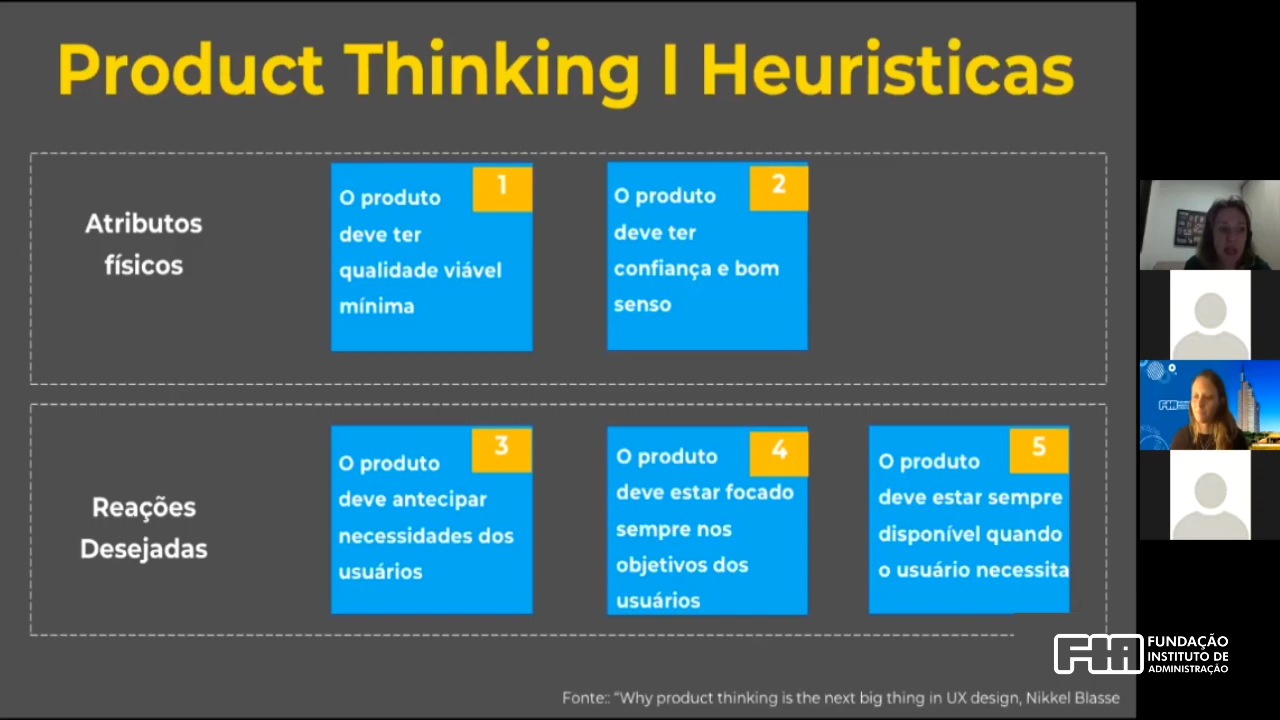 Product Thinking I Heuristicas
Atributos
físicos
1
O produto
deve ter
qualidade viável
mínima
2
O produto
deve ter
confiança e bom
senso
Reações
Desejadas
3
O produto
deve antecipar
necessidades dos
usuários
4
O produto
deve estar focado
sempre nos
objetivos dos
usuários
5
O produto
deve estar sempre
disponível quando
o usuário necessita
FIA
FUNDAÇÃO
INSTITUTO DE
ADMINISTRAÇÃO
Fonte:: “Why product thinking is the next big thing in UX design, Nikkel Blasse
FIA